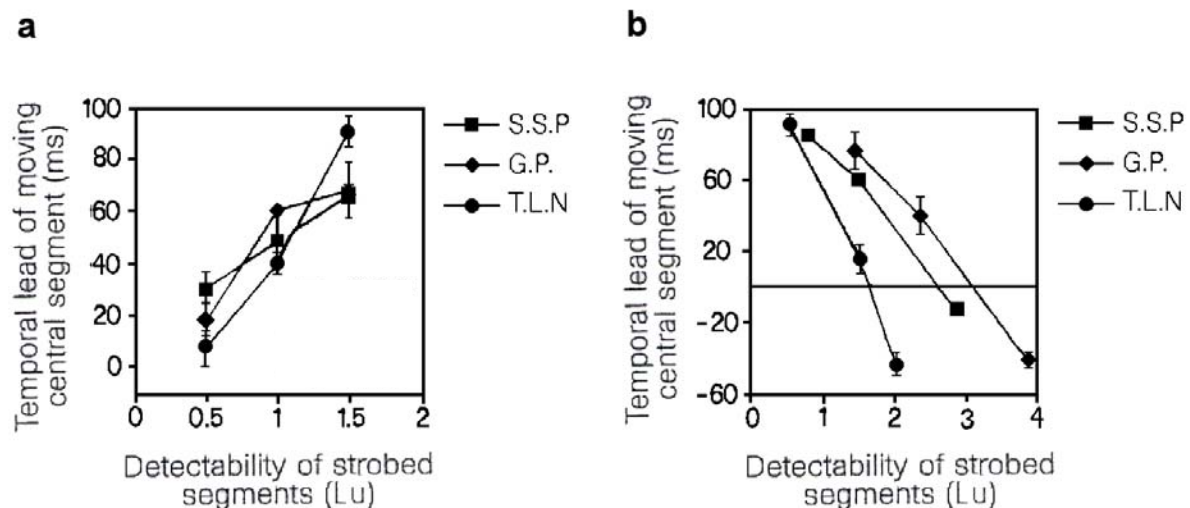 a
Temporal lead of moving
central segment (ms)
100
80
60
40
20
0
0
0.5
1
1.5
2
Detectability of strobed
segments (Lu)
S.S.P
G.P.
T.L.N
b
Temporal lead of moving
central segment (ms)
100
60
20
-20
-60
0
1
2
3
4
Detectability of strobed
segments (Lu)
S.S.P
G.P.
T.L.N